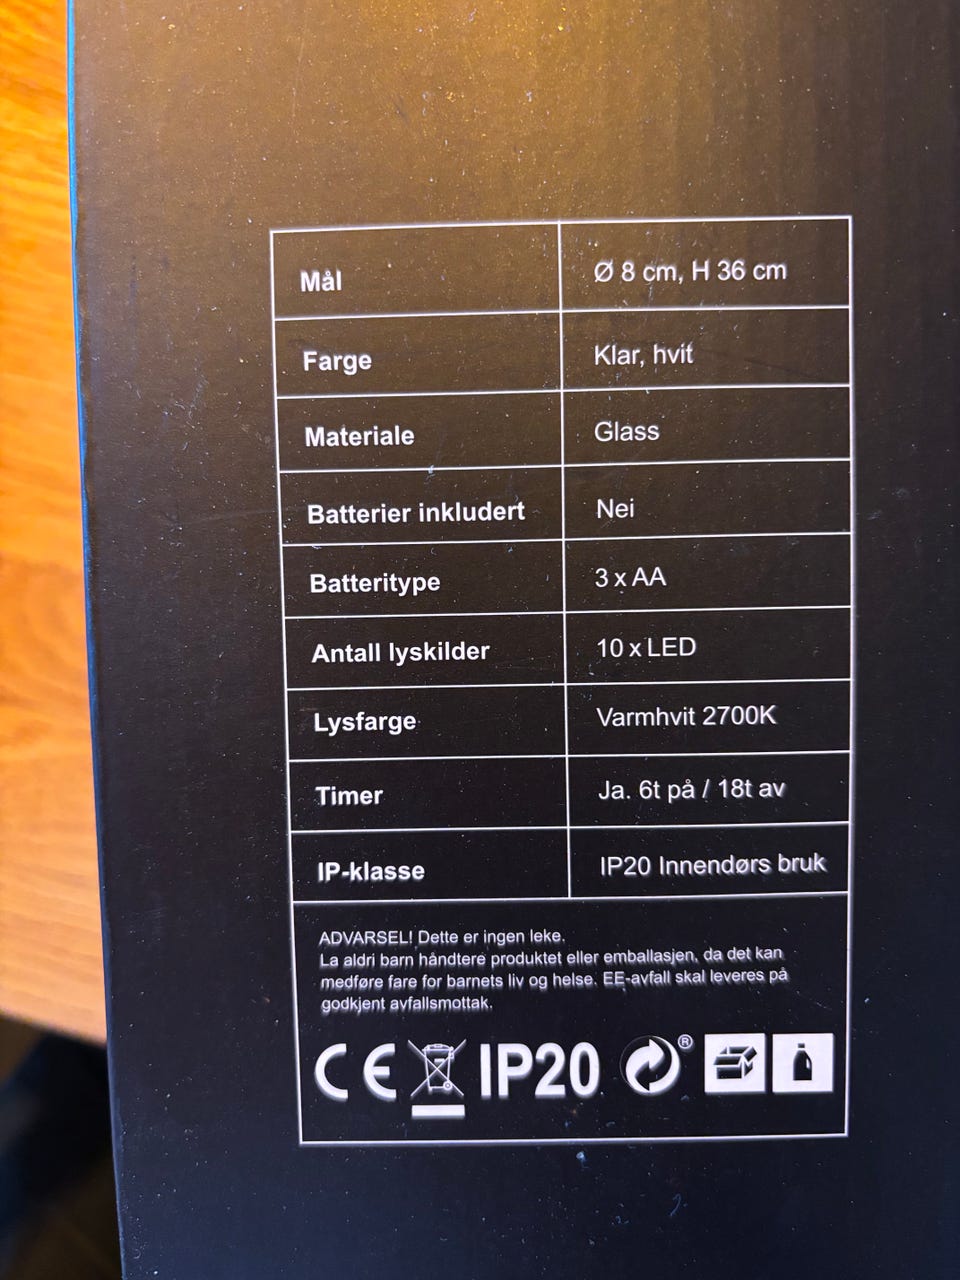 Mål Ø 8 cm, H 36 cm
Farge Klar, hvit
Materiale Glass
Batterier inkludert Nei
Batteritype 3 x AA
Antall lyskilder 10 x LED
Lysfarge Varmhvit 2700K
Timer Ja. 6t på / 18t av
IP-klasse IP20 Innendørs bruk
ADVARSEL! Dette er ingen leke.
La aldri barn håndtere produktet eller emballasjen, da det kan
medføre fare for barnets liv og helse. EE-avfall skal leveres på
godkjent avfallsmottak.
CE IP20 ®